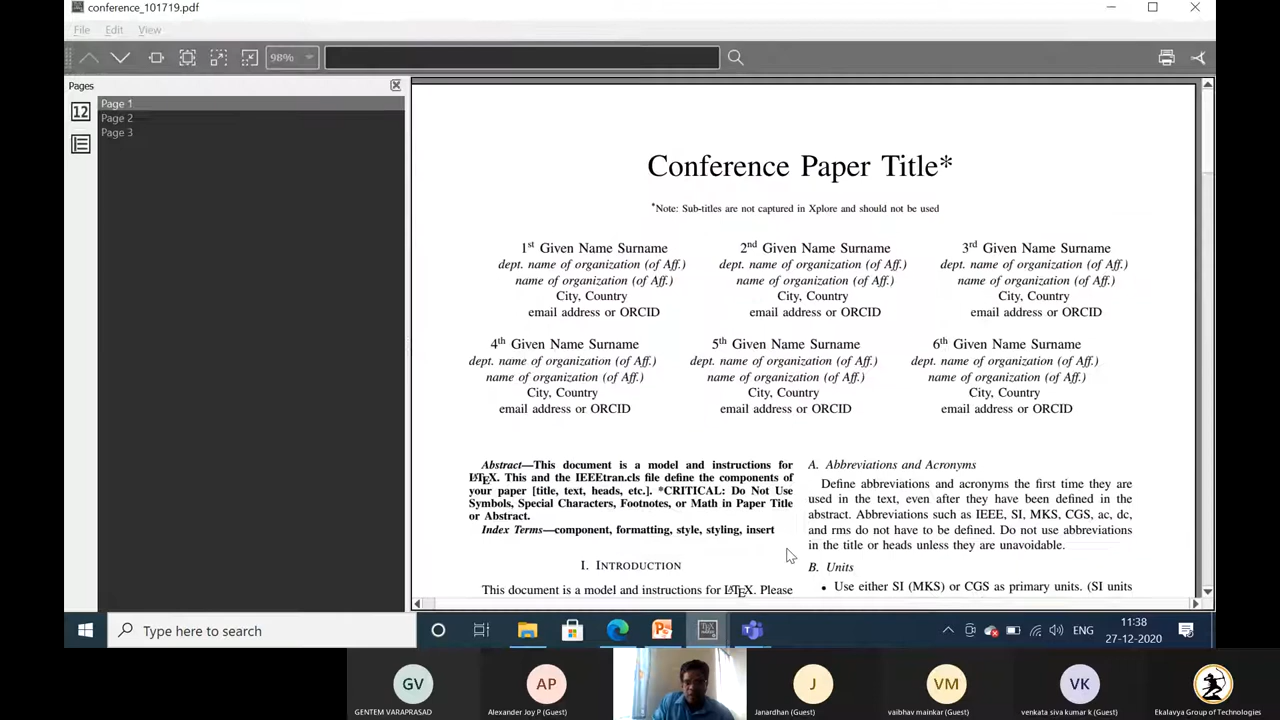 conference_101719.pdf
File Edit View
98%
Pages
12
Page 1
Page 2
Page 3
Conference Paper Title*
*Note: Sub-titles are not captured in Xplore and should not be used
1st Given Name Surname
dept. name of organization (of Aff.)
name of organization (of Aff.)
City, Country
email address or ORCID
2nd Given Name Surname
dept. name of organization (of Aff.)
name of organization (of Aff.)
City, Country
email address or ORCID
3rd Given Name Surname
dept. name of organization (of Aff.)
name of organization (of Aff.)
City, Country
email address or ORCID
4th Given Name Surname
dept. name of organization (of Aff.)
name of organization (of Aff.)
City, Country
email address or ORCID
5th Given Name Surname
dept. name of organization (of Aff.)
name of organization (of Aff.)
City, Country
email address or ORCID
6th Given Name Surname
dept. name of organization (of Aff.)
name of organization (of Aff.)
City, Country
email address or ORCID
Abstract—This document is a model and instructions for
LATEX. This and the IEEEtran.cls file define the components of
your paper [title, text, heads, etc.]. *CRITICAL: Do Not Use
Symbols, Special Characters, Footnotes, or Math in Paper Title
or Abstract.
Index Terms—component, formatting, style, styling, insert
I. INTRODUCTION
This document is a model and instructions for LATEX. Please
A. Abbreviations and Acronyms
Define abbreviations and acronyms the first time they are
used in the text, even after they have been defined in the
abstract. Abbreviations such as IEEE, SI, MKS, CGS, ac, dc,
and rms do not have to be defined. Do not use abbreviations
in the title or heads unless they are unavoidable.
B. Units
• Use either SI (MKS) or CGS as primary units. (SI units
Type here to search
ENG
11:38
27-12-2020
GV
GENTEM VARAPRASAD
AP
Alexander Joy P (Guest)
J
Janardhan (Guest)
VM
vaibhav mainkar (Guest)
VK
venkata siva kumar k (Guest)
Ekalavya Group of Technologies